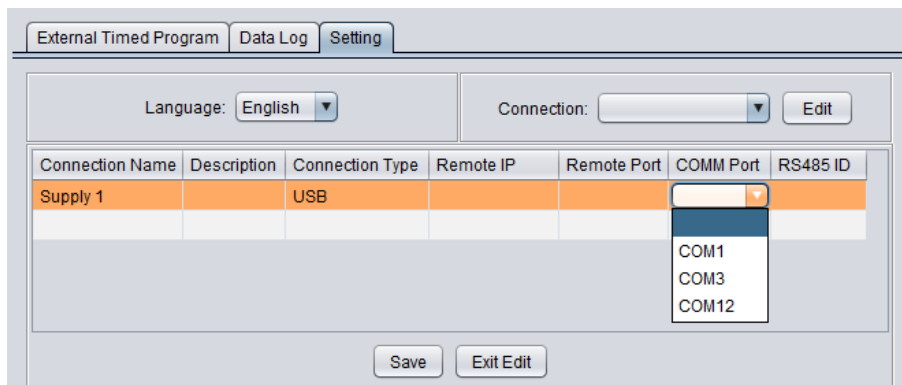 External Timed Program Data Log Setting
Language: English Connection: Edit
Connection Name Description Connection Type Remote IP Remote Port COMM Port RS485 ID
Supply 1 USB
COM1
COM3
COM12
Save Exit Edit